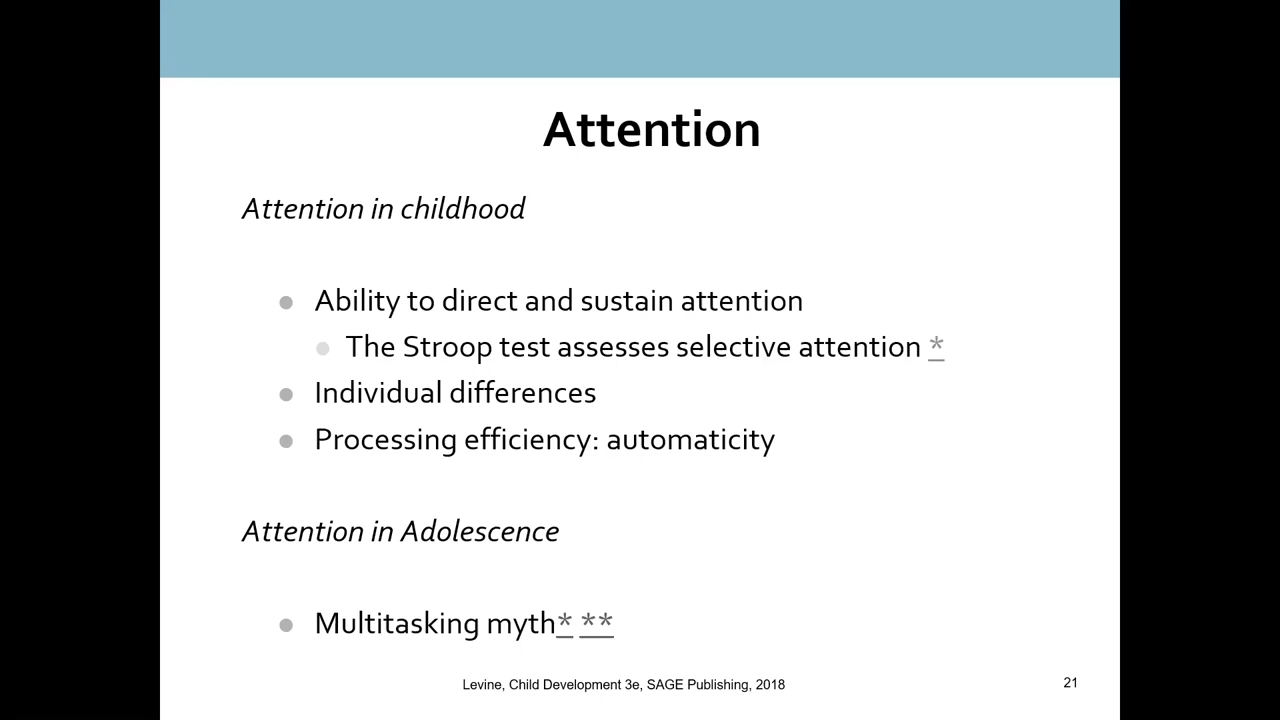 Attention
Attention in childhood
Ability to direct and sustain attention
The Stroop test assesses selective attention *
Individual differences
Processing efficiency: automaticity
Attention in Adolescence
Multitasking myth* **
Levine, Child Development 3e, SAGE Publishing, 2018
21